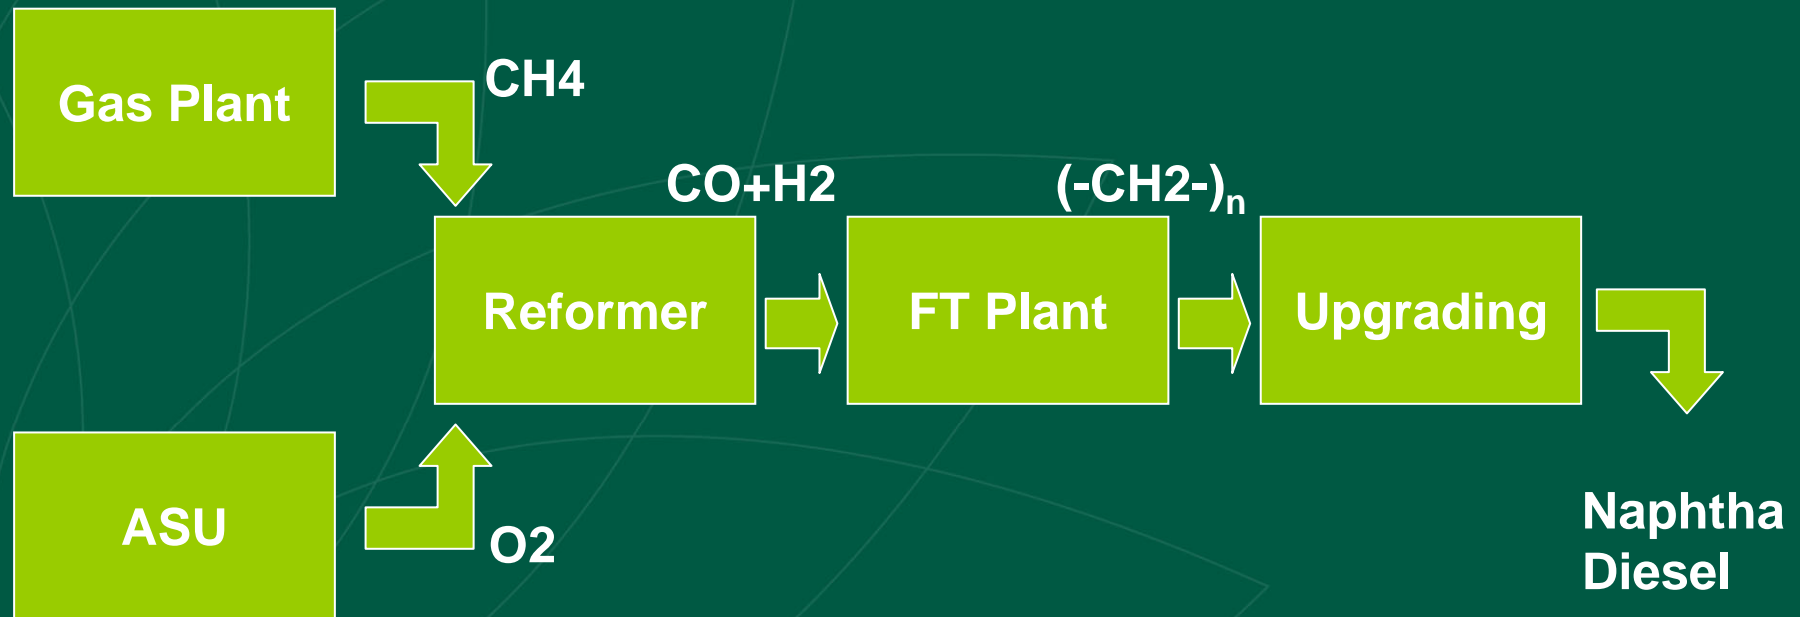 Gas Plant
CH4
CO+H2
(-CH2-)n
Reformer
FT Plant
Upgrading
ASU
O2
Naphtha
Diesel